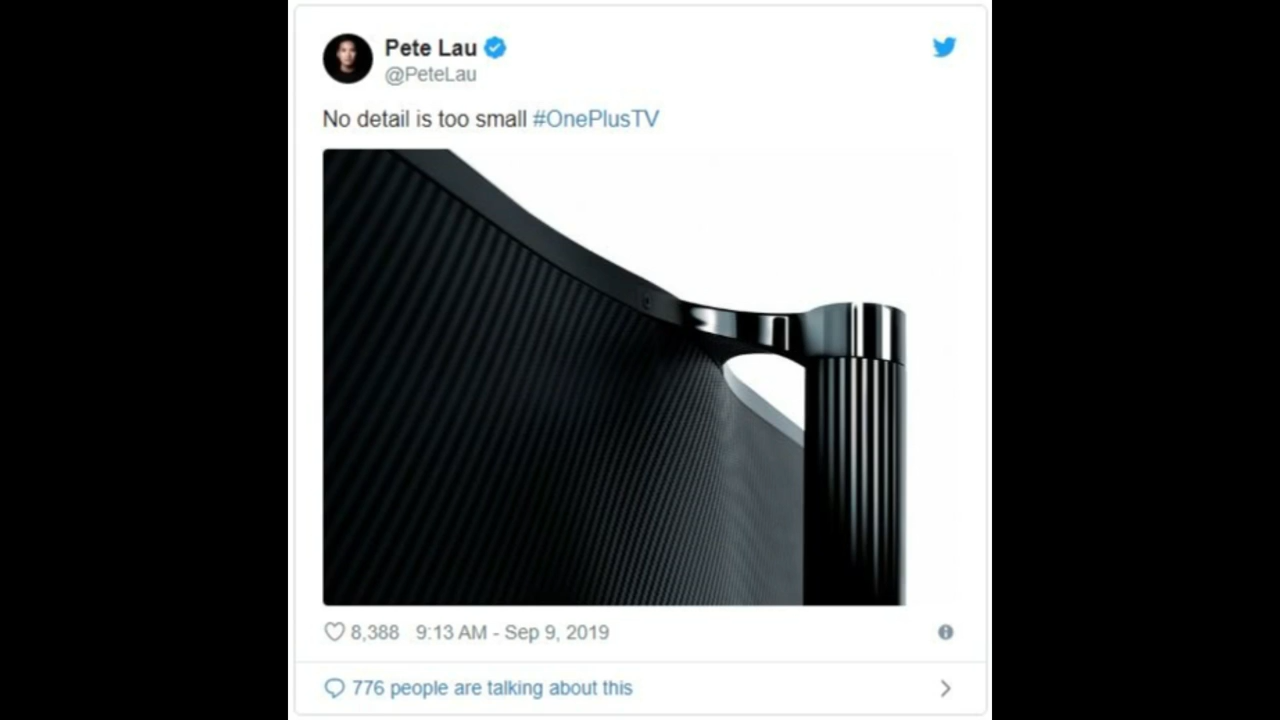 Pete Lau
@PeteLau
No detail is too small #OnePlusTV
8,388 9:13 AM - Sep 9, 2019
776 people are talking about this